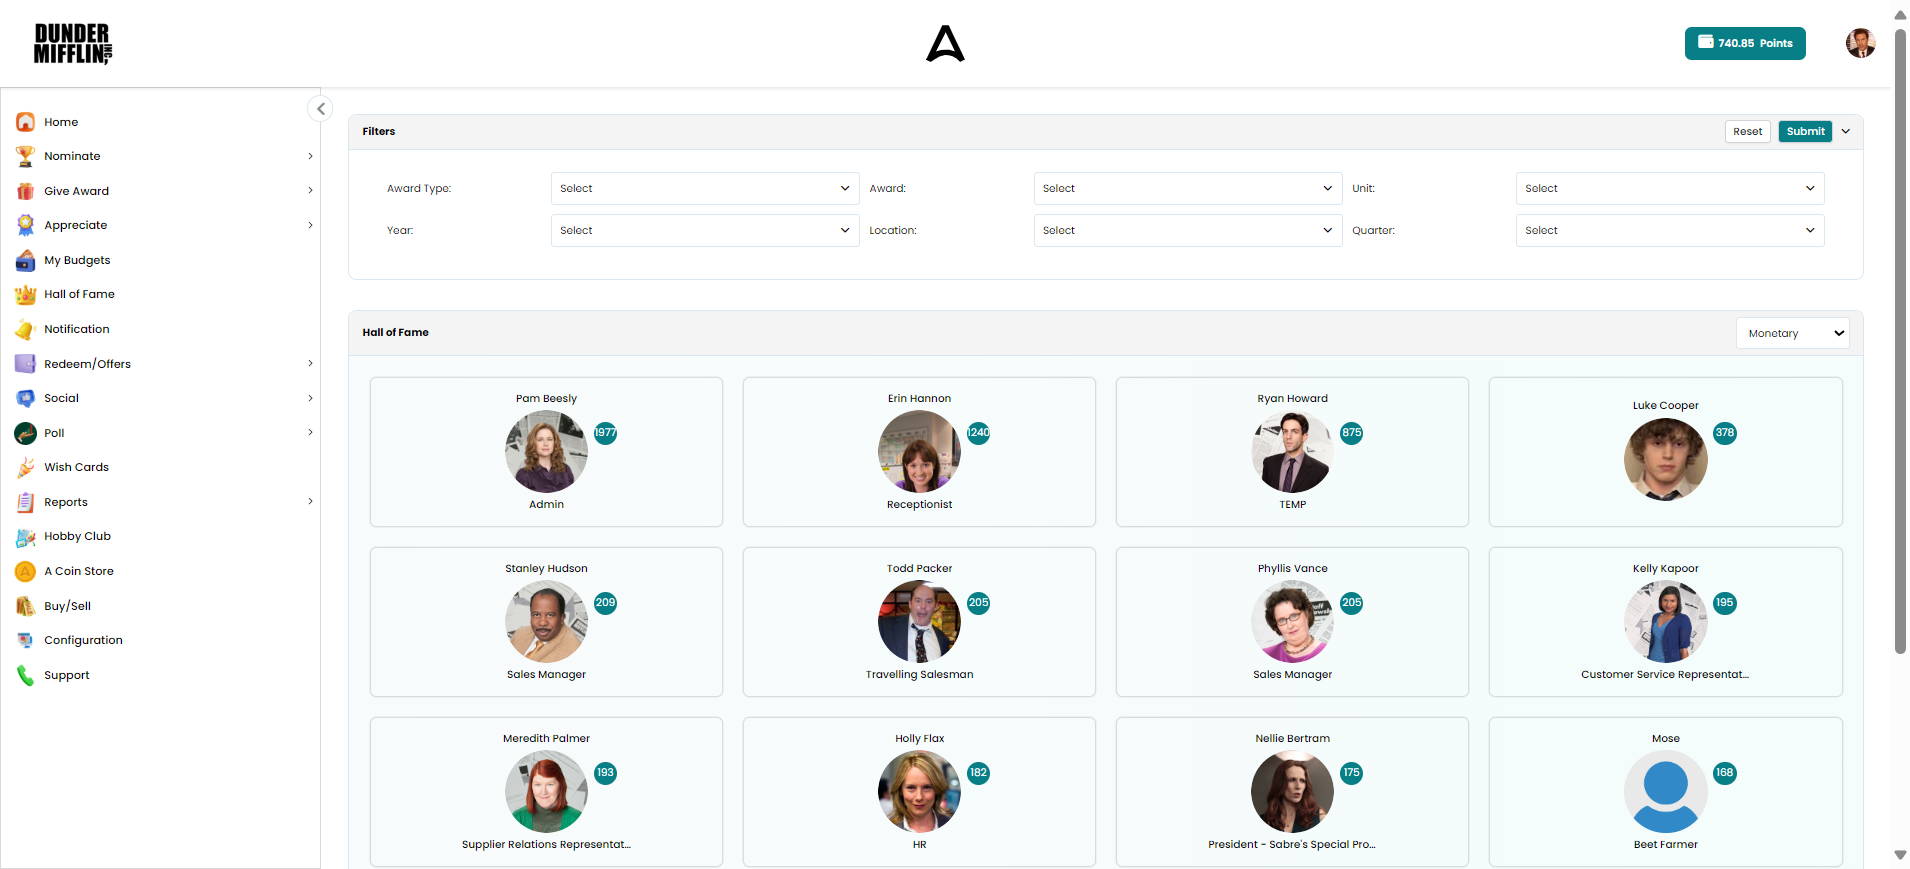 DUNDER
MIFFLIN, INC
740.85 Points
Home
Nominate
Give Award
Appreciate
My Budgets
Hall of Fame
Notification
Redeem/Offers
Social
Poll
Wish Cards
Reports
Hobby Club
A Coin Store
Buy/Sell
Configuration
Support
Filters
Reset Submit
Award Type: Select Award: Select Unit: Select
Year: Select Location: Select Quarter: Select
Hall of Fame
Monetary
Pam Beesly
1977
Admin
Erin Hannon
1240
Receptionist
Ryan Howard
875
TEMP
Luke Cooper
378
Stanley Hudson
209
Sales Manager
Todd Packer
205
Travelling Salesman
Phyllis Vance
205
Sales Manager
Kelly Kapoor
195
Customer Service Representat...
Meredith Palmer
193
Supplier Relations Representat...
Holly Flax
182
HR
Nellie Bertram
175
President - Sabre's Special Pro...
Mose
168
Beet Farmer